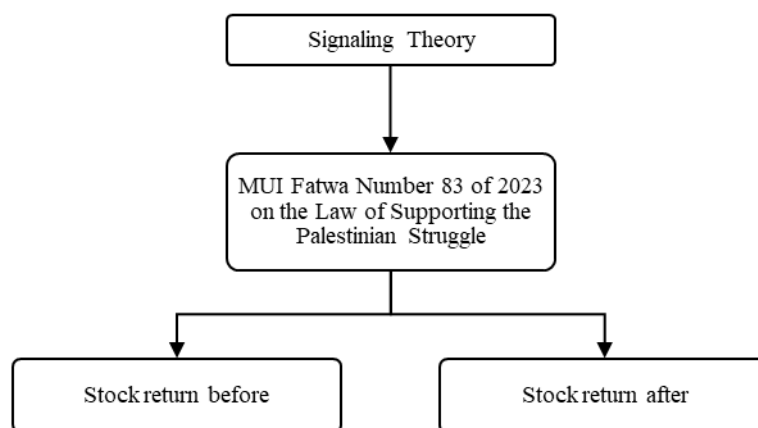 Signaling Theory
MUI Fatwa Number 83 of 2023
on the Law of Supporting the
Palestinian Struggle
Stock return before
Stock return after